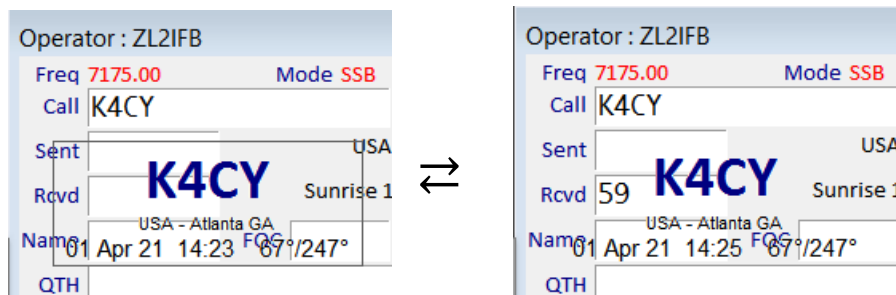 Operator : ZL2IFB
Freq 7175.00 Mode SSB
Call K4CY
Sent USA
K4CY
Rcvd Sunrise 1
USA - Atlanta GA
Name FOC
01 Apr 21 14:23 67°/247°
QTH
⇄
Operator : ZL2IFB
Freq 7175.00 Mode SSB
Call K4CY
Sent USA
K4CY
Rcvd 59 Sunrise 1
USA - Atlanta GA
Name FOC
01 Apr 21 14:25 67°/247°
QTH